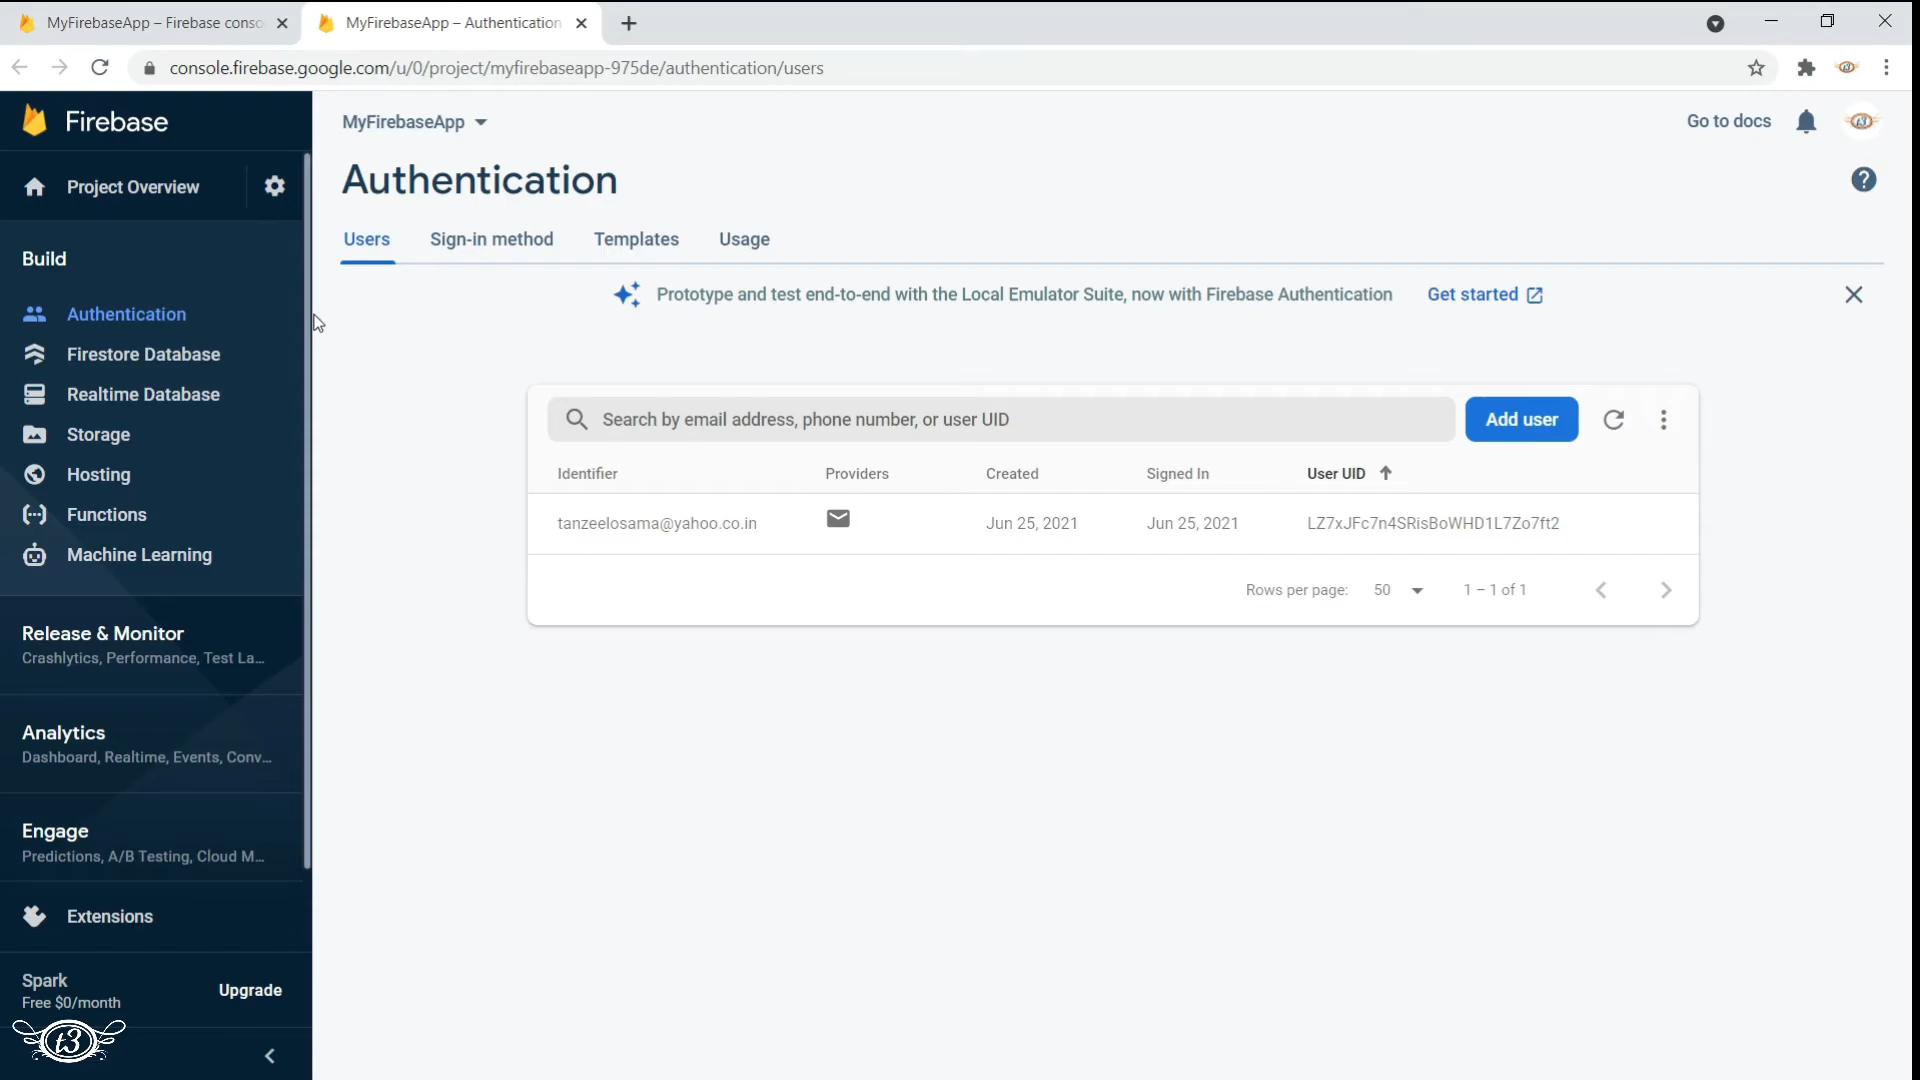 MyFirebaseApp – Firebase conso
MyFirebaseApp – Authentication
console.firebase.google.com/u/0/project/myfirebaseapp-975de/authentication/users
Firebase
Project Overview
Build
Authentication
Firestore Database
Realtime Database
Storage
Hosting
Functions
Machine Learning
Release & Monitor
Crashlytics, Performance, Test La...
Analytics
Dashboard, Realtime, Events, Conv...
Engage
Predictions, A/B Testing, Cloud M...
Extensions
Spark
Free $0/month
Upgrade
t3
MyFirebaseApp
Go to docs
t3
Authentication
Users Sign-in method Templates Usage
Prototype and test end-to-end with the Local Emulator Suite, now with Firebase Authentication Get started
Search by email address, phone number, or user UID
Add user
Identifier Providers Created Signed In User UID
tanzeelosama@yahoo.co.in Jun 25, 2021 Jun 25, 2021 LZ7xJFc7n4SRisBoWHD1L7Zo7ft2
Rows per page: 50 1 – 1 of 1